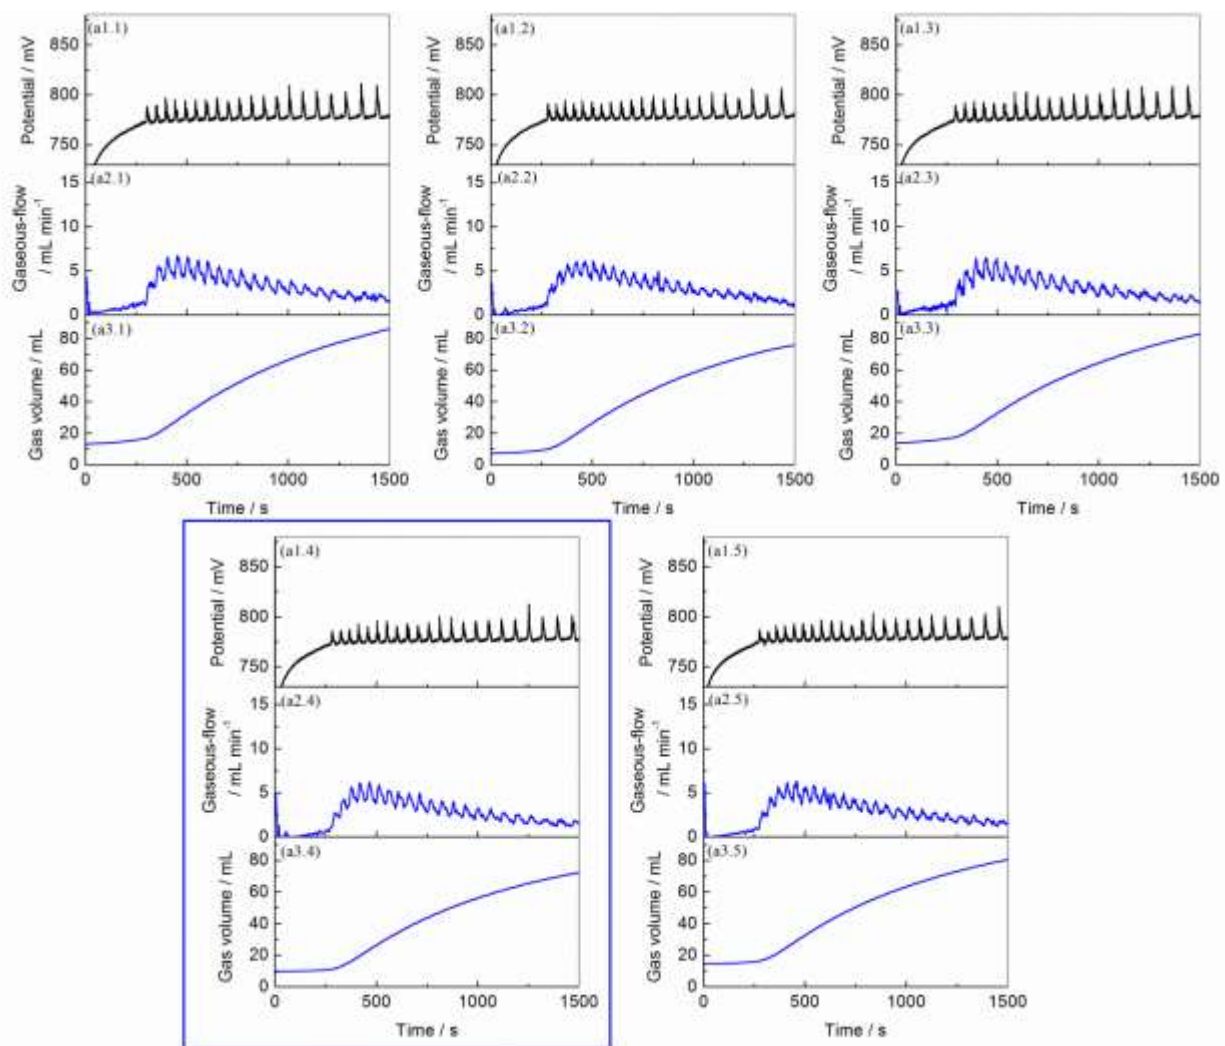 (a1.1)
850
800
750
Potential / mV
(a2.1)
15
10
5
0
Gaseous-flow
/ mL min⁻¹
(a3.1)
80
60
40
20
0
Gas volume / mL
0 500 1000 1500
Time / s
(a1.2)
850
800
750
Potential / mV
(a2.2)
15
10
5
0
Gaseous-flow
/ mL min⁻¹
(a3.2)
80
60
40
20
0
Gas volume / mL
0 500 1000 1500
Time / s
(a1.3)
850
800
750
Potential / mV
(a2.3)
15
10
5
0
Gaseous-flow
/ mL min⁻¹
(a3.3)
80
60
40
20
0
Gas volume / mL
0 500 1000 1500
Time / s
(a1.4)
850
800
750
Potential / mV
(a2.4)
15
10
5
0
Gaseous-flow
/ mL min⁻¹
(a3.4)
80
60
40
20
0
Gas volume / mL
0 500 1000 1500
Time / s
(a1.5)
850
800
750
Potential / mV
(a2.5)
15
10
5
0
Gaseous-flow
/ mL min⁻¹
(a3.5)
80
60
40
20
0
Gas volume / mL
0 500 1000 1500
Time / s